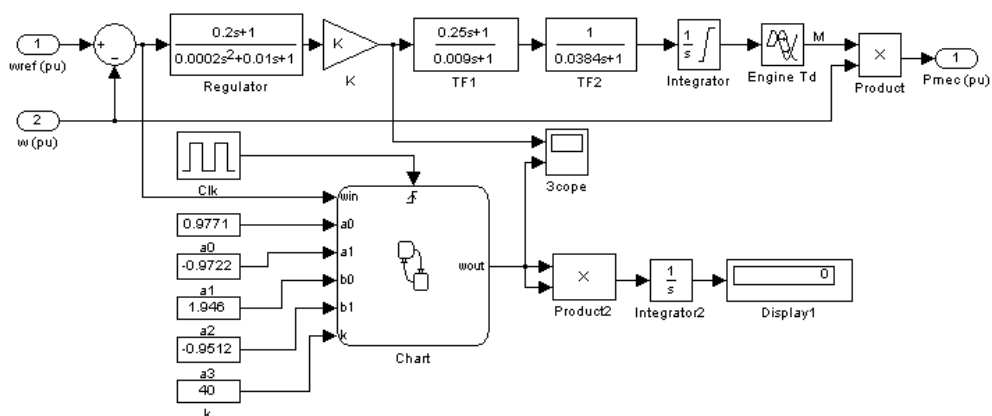 1
wref (pu)
+
-
0.2s+1
0.0002s²+0.01s+1
Regulator
K
K
0.25s+1
0.009s+1
TF1
1
0.0384s+1
TF2
1
s
Integrator
Engine Td
M
×
Product
1
Pmec (pu)
2
w (pu)
Clk
3cope
win
a0
a1
b0
b1
k
wout
Chart
0.9771
a0
-0.9722
a1
1.946
a2
-0.9512
a3
40
k
×
Product2
1
s
Integrator2
0
Display1